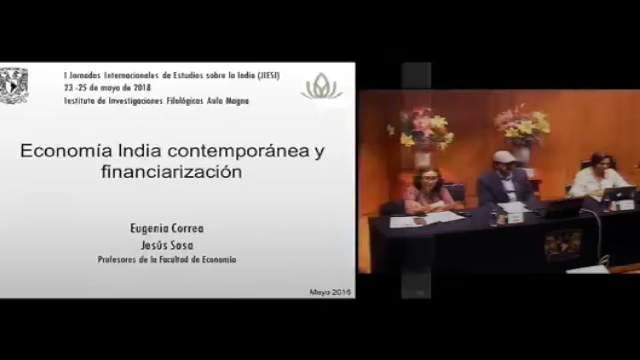 I Jornadas Internacionales de Estudios sobre la India (JIESI)
23 -25 de mayo de 2018
Instituto de Investigaciones Filológicas Aula Magna
Economía India contemporánea y
financiarización
Eugenia Correa
Jesús Sosa
Profesores de la Facultad de Economía
Mayo 2018